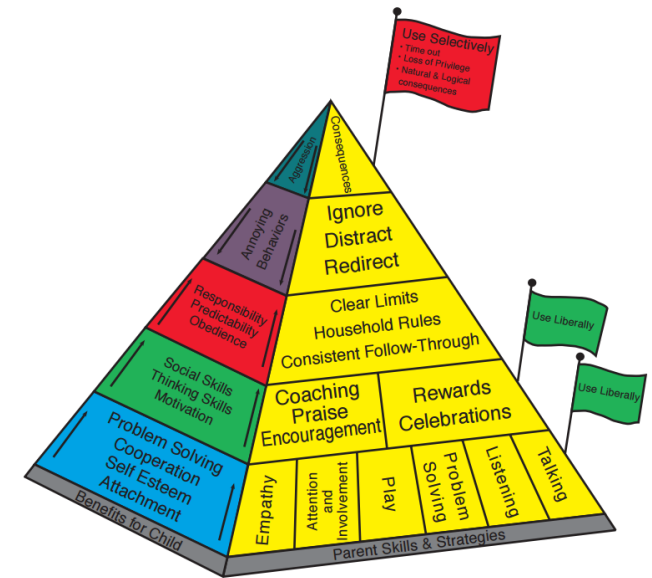 Use Selectively
• Time out
• Loss of Privilege
• Natural & Logical
consequences
Aggression
Consequences
Annoying
Behaviors
Ignore
Distract
Redirect
Responsibility
Predictability
Obedience
Clear Limits
Household Rules
Consistent Follow-Through
Use Liberally
Social Skills
Thinking Skills
Motivation
Coaching
Praise
Encouragement
Rewards
Celebrations
Use Liberally
Problem Solving
Cooperation
Self Esteem
Attachment
Empathy
Attention
and
Involvement
Play
Problem
Solving
Listening
Talking
Benefits for Child
Parent Skills & Strategies